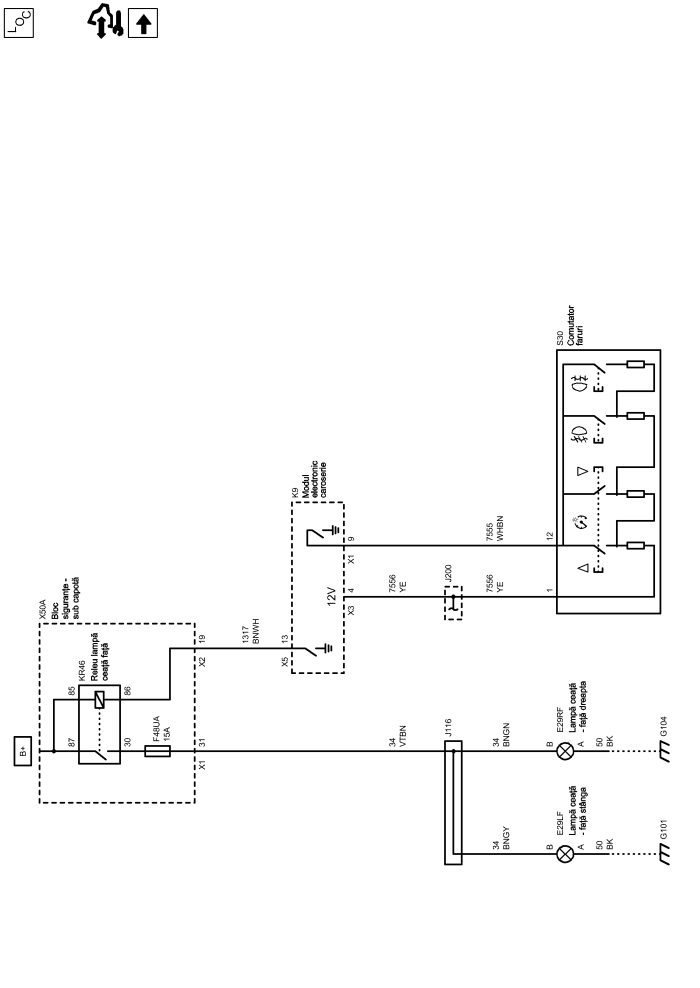 LOC
B+
X50A
Bloc
siguranțe -
sub capotă
KR46
Releu lampă
ceață față
87
85
30
86
F48UA
15A
31
X1
19
X2
1317
BNWH
K9
Modul
electronic
caroserie
13
X5
12V
4
X3
9
X1
34
VTBN
7556
YE
7555
WHBN
J116
J200
34
BNGY
34
BNGN
7556
YE
S30
Comutator
faruri
1
12
B
E29LF
Lampă ceață
- față stânga
A
B
E29RF
Lampă ceață
- față dreapta
A
50
BK
50
BK
G101
G104